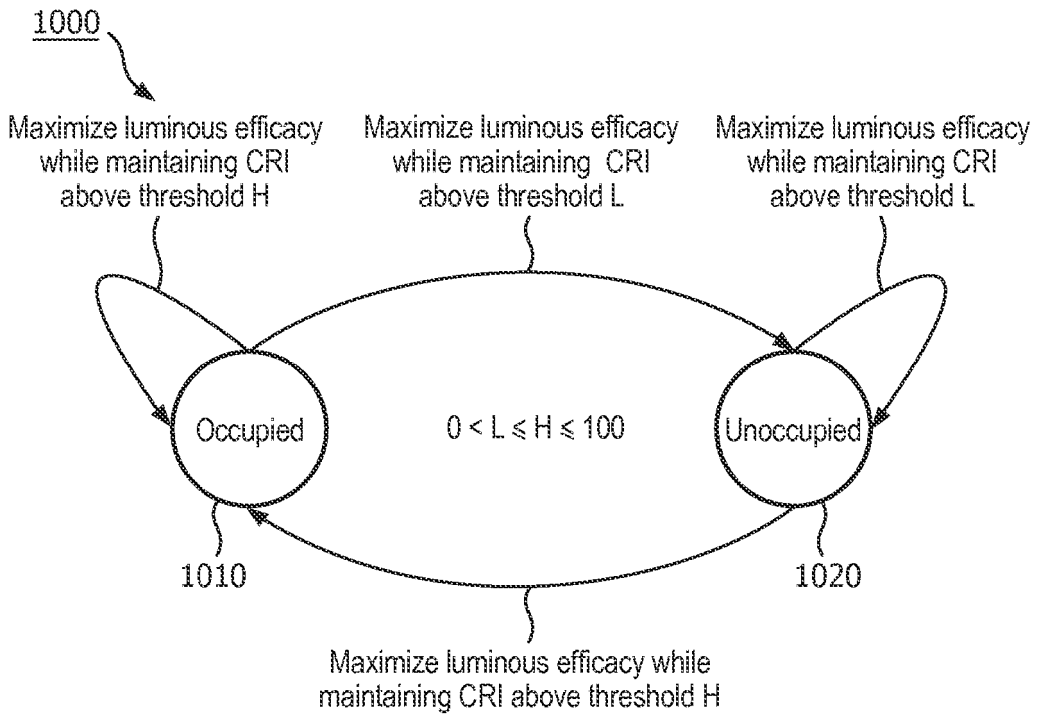 1000
Maximize luminous efficacy
while maintaining CRI
above threshold H
Maximize luminous efficacy
while maintaining CRI
above threshold L
Maximize luminous efficacy
while maintaining CRI
above threshold L
Occupied
0 < L ⩽ H ⩽ 100
Unoccupied
1010
1020
Maximize luminous efficacy while
maintaining CRI above threshold H